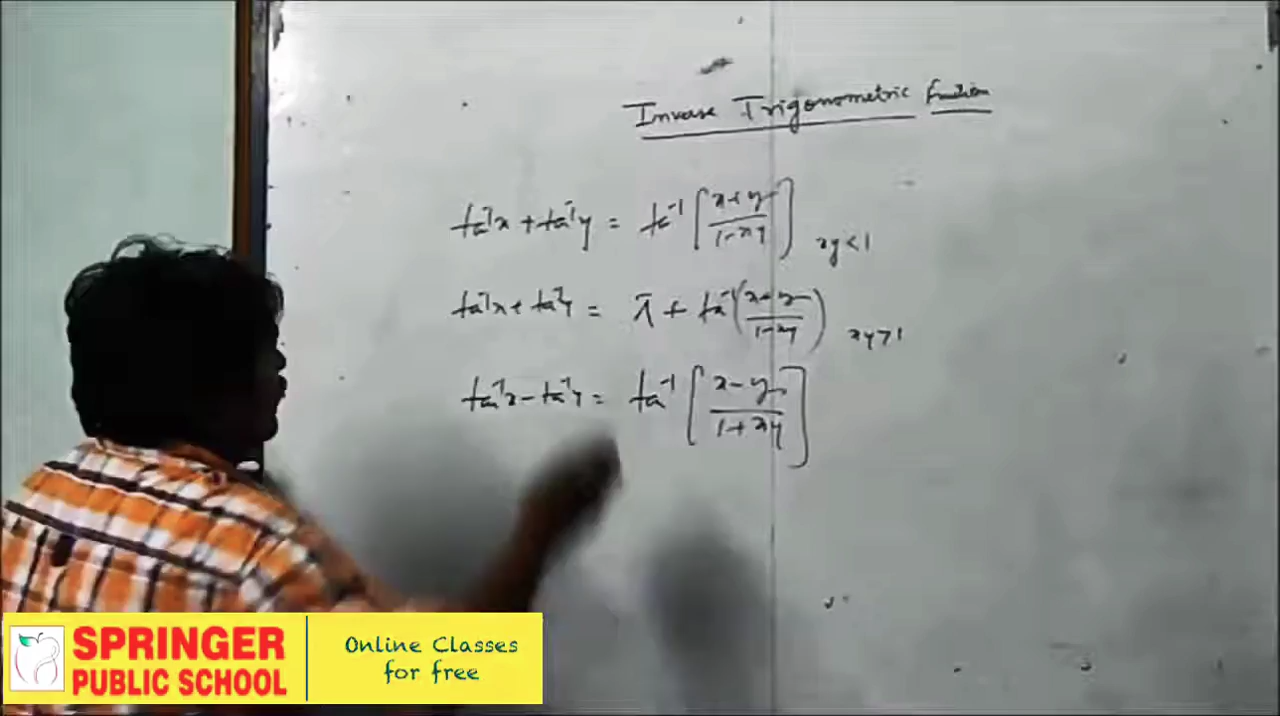 Inverse Trigonometric Function
tan⁻¹x + tan⁻¹y = tan⁻¹[(x+y)/(1-xy)] xy<1
tan⁻¹x + tan⁻¹y = π + tan⁻¹((x+y)/(1-xy)) xy>1
tan⁻¹x - tan⁻¹y = tan⁻¹[(x-y)/(1+xy)]
SPRINGER
PUBLIC SCHOOL
Online Classes
for free